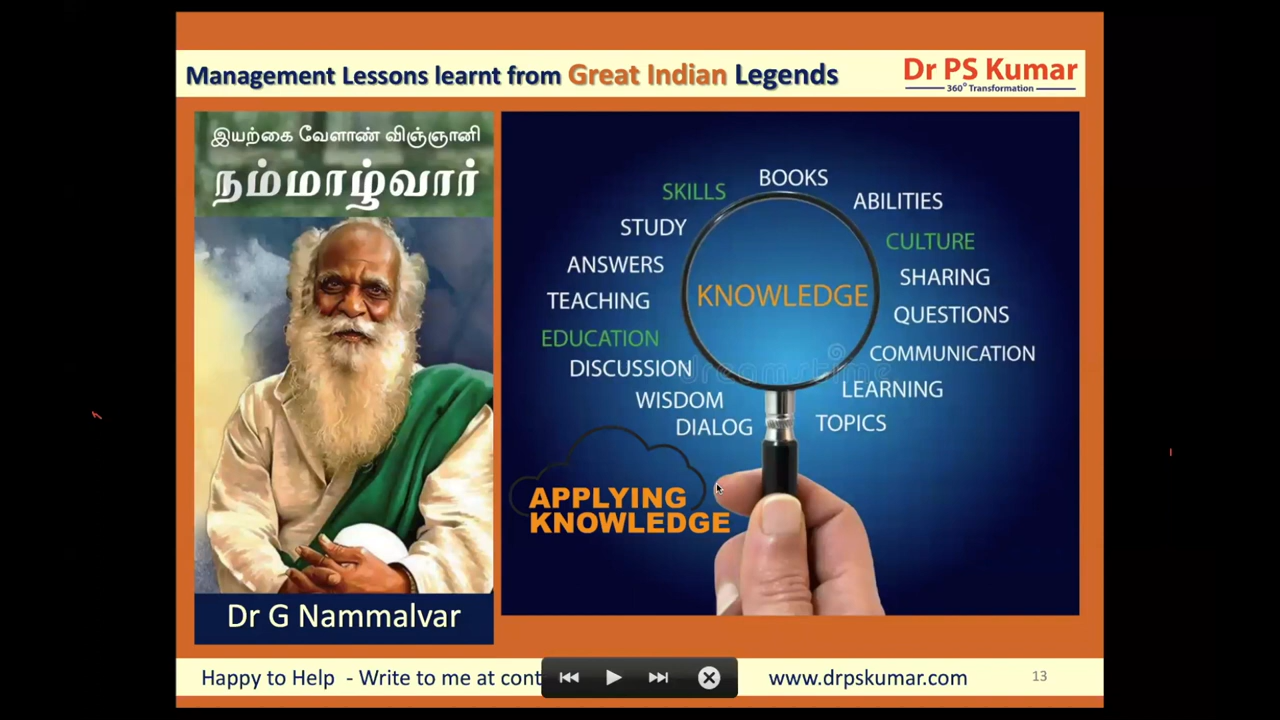 Management Lessons learnt from Great Indian Legends
Dr PS Kumar
360° Transformation
இயற்கை வேளாண் விஞ்ஞானி
நம்மாழ்வார்
Dr G Nammalvar
BOOKS
SKILLS
ABILITIES
STUDY
CULTURE
ANSWERS
SHARING
KNOWLEDGE
TEACHING
QUESTIONS
EDUCATION
COMMUNICATION
DISCUSSION
dreamstime
LEARNING
WISDOM
TOPICS
DIALOG
APPLYING
KNOWLEDGE
Happy to Help - Write to me at cont
www.drpskumar.com
13